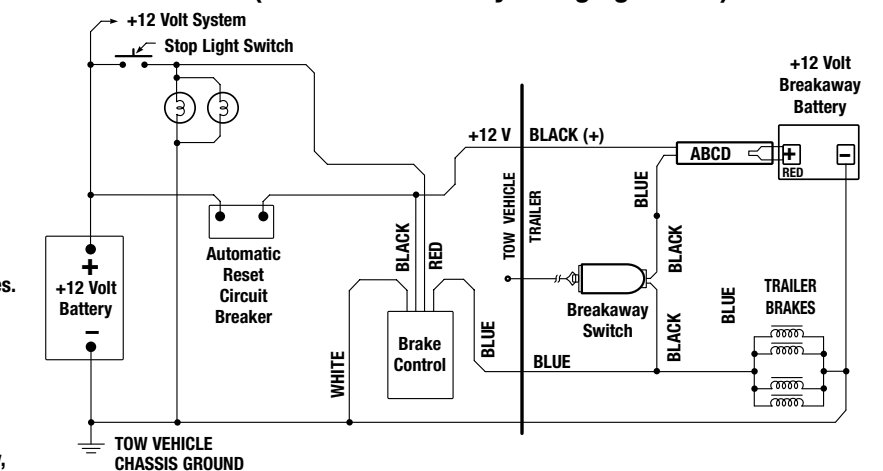 +12 Volt System
Stop Light Switch
+12 Volt
Breakaway
Battery
+12 V
BLACK (+)
ABCD
+
−
RED
BLUE
TOW VEHICLE
TRAILER
BLACK
RED
BLACK
Automatic
Reset
Circuit
Breaker
+
+12 Volt
Battery
−
es.
Breakaway
Switch
BLUE
TRAILER
BRAKES
Brake
Control
WHITE
BLUE
BLUE
BLACK
TOW VEHICLE
CHASSIS GROUND